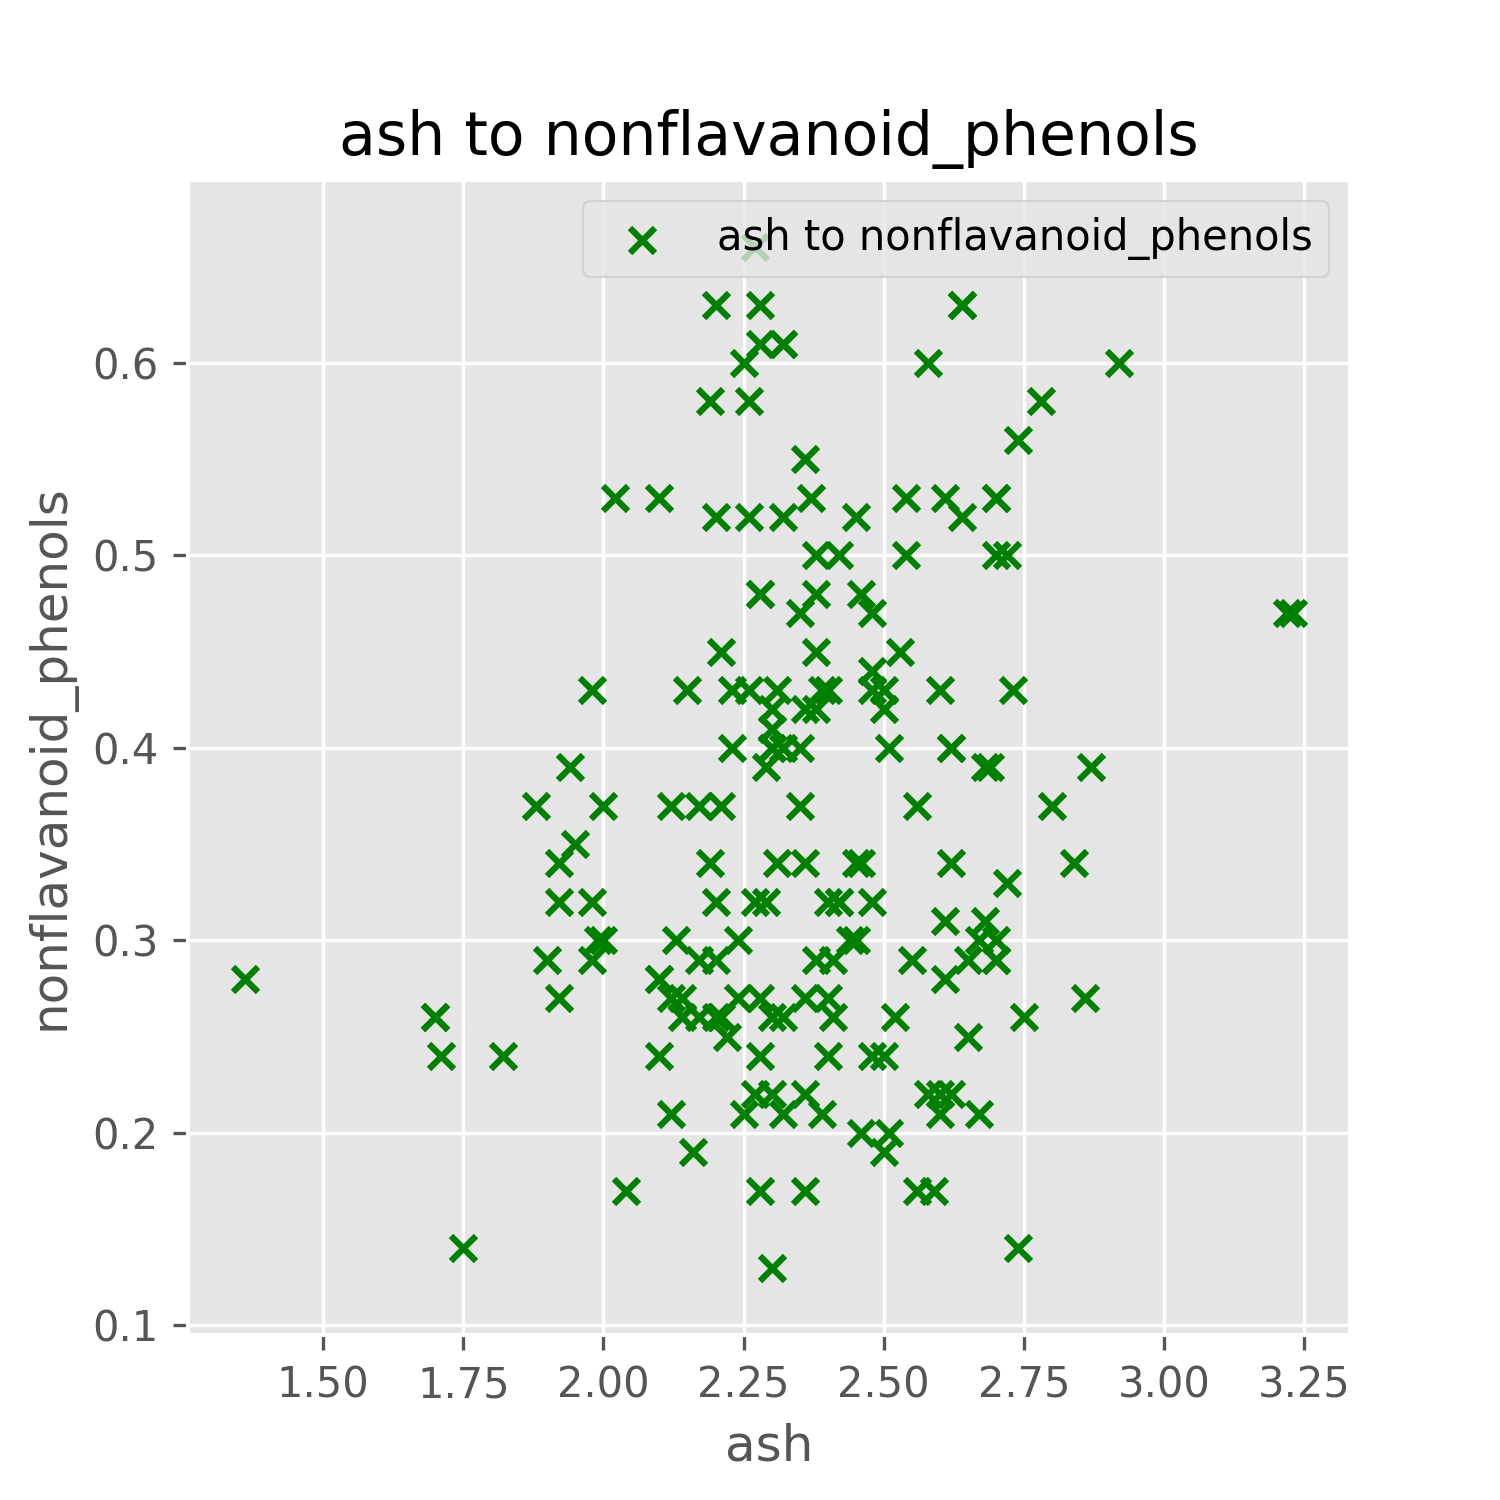 ash to nonflavanoid_phenols
ash to nonflavanoid_phenols
nonflavanoid_phenols
0.6
0.5
0.4
0.3
0.2
0.1
1.50 1.75 2.00 2.25 2.50 2.75 3.00 3.25
ash